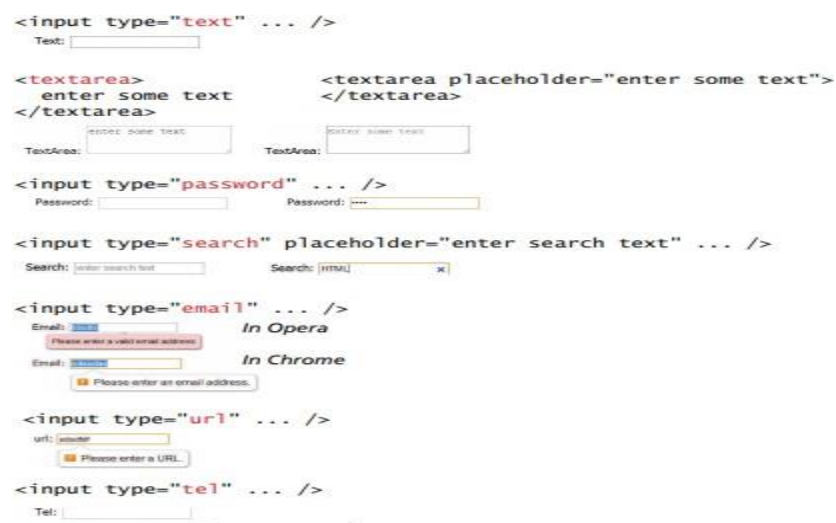 <input type="text" ... />
Text:
<textarea> <textarea placeholder="enter some text">
enter some text </textarea>
</textarea>
enter some text Enter some text
TextArea: TextArea:
<input type="password" ... />
Password: Password: ····
<input type="search" placeholder="enter search text" ... />
Search: enter search text Search: HTML x
<input type="email" ... />
Email: In Opera
Please enter a valid email address
Email: In Chrome
Please enter an email address.
<input type="url" ... />
url:
Please enter a URL.
<input type="tel" ... />
Tel: